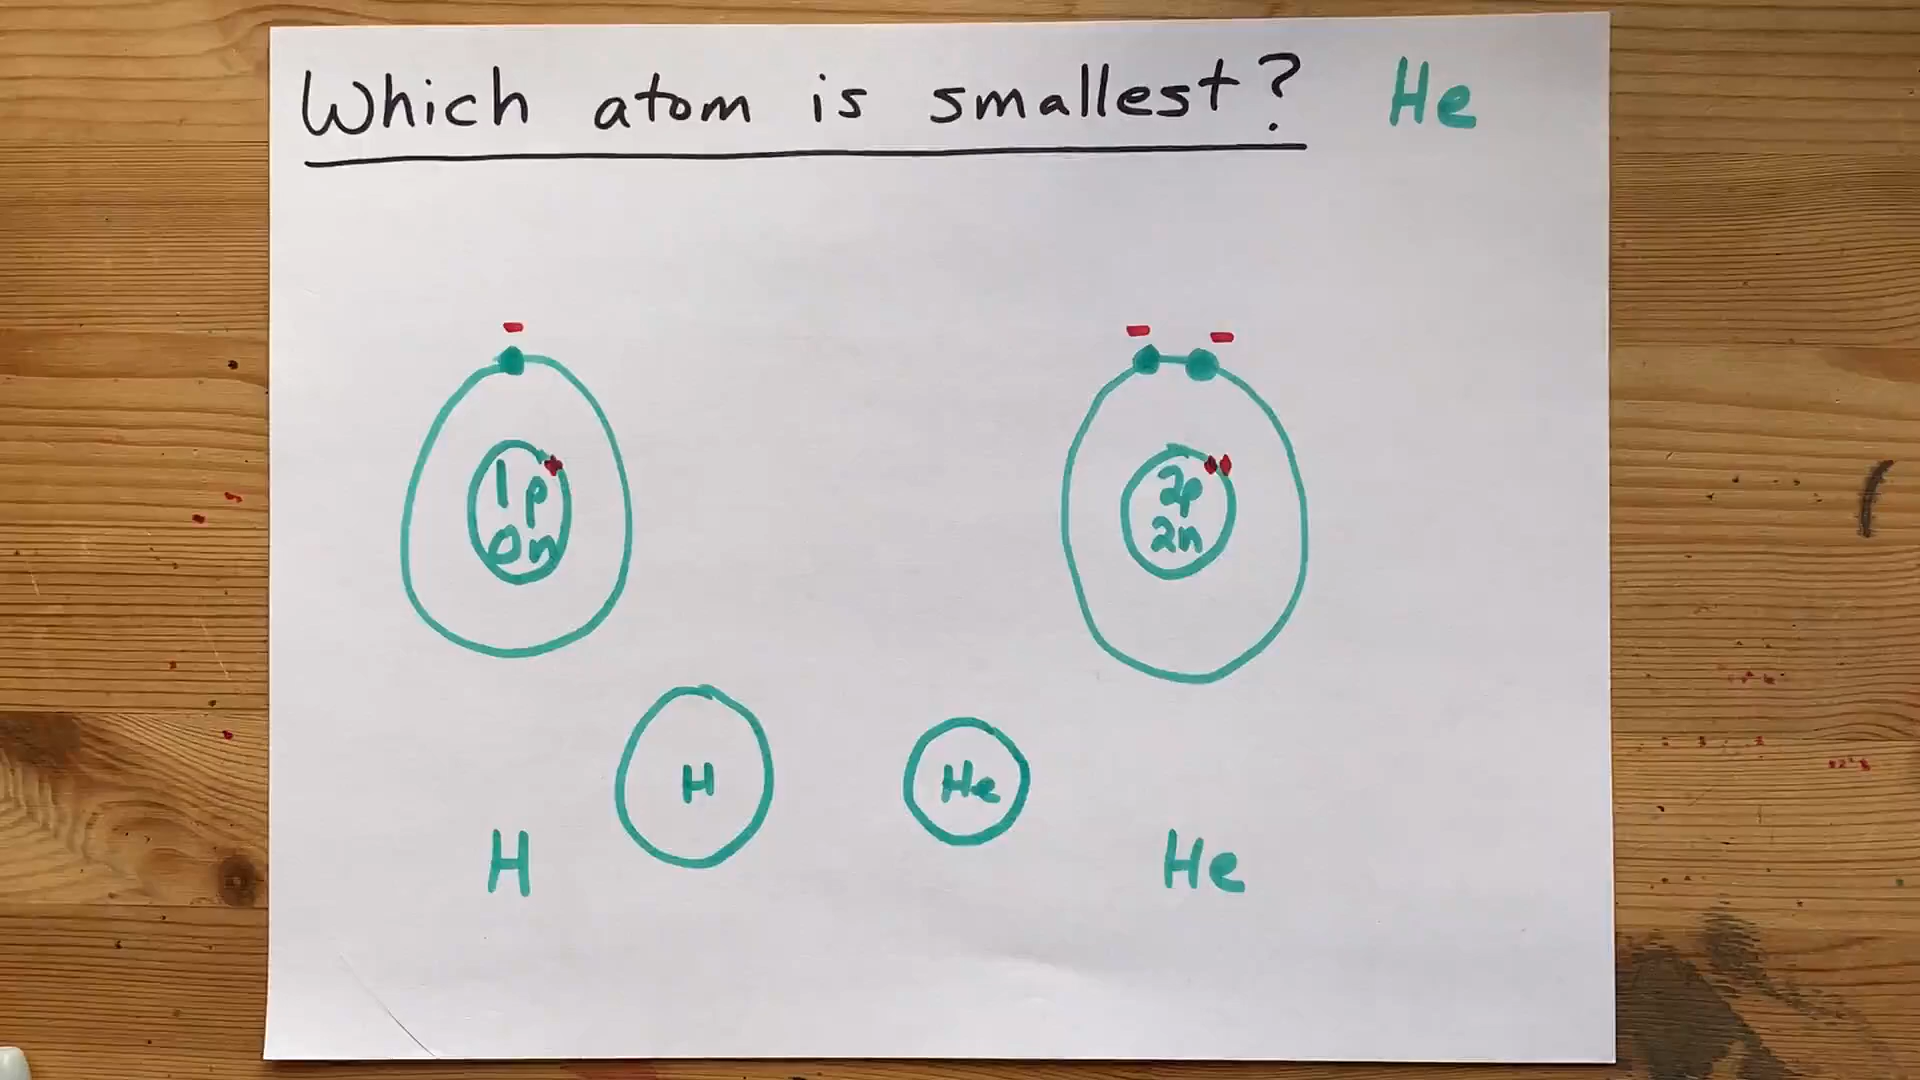 Which atom is smallest? He
1p
0n
2p
2n
H
He
H
He